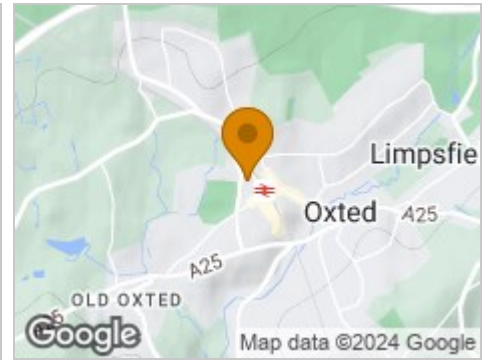 Limpsfie
Oxted
A25
A25
OLD OXTED
Google
Map data ©2024 Google